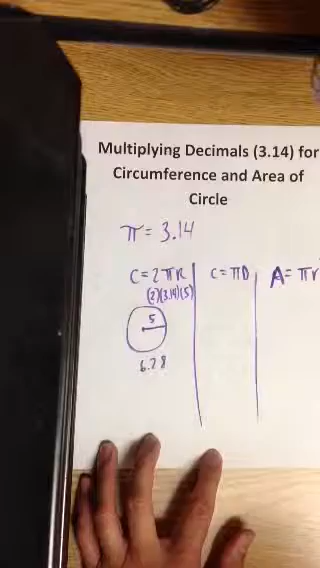 Multiplying Decimals (3.14) for
Circumference and Area of
Circle
π = 3.14
C=2πR
(2)(3.14)(5)
5
6.28
C=πD
A=πr